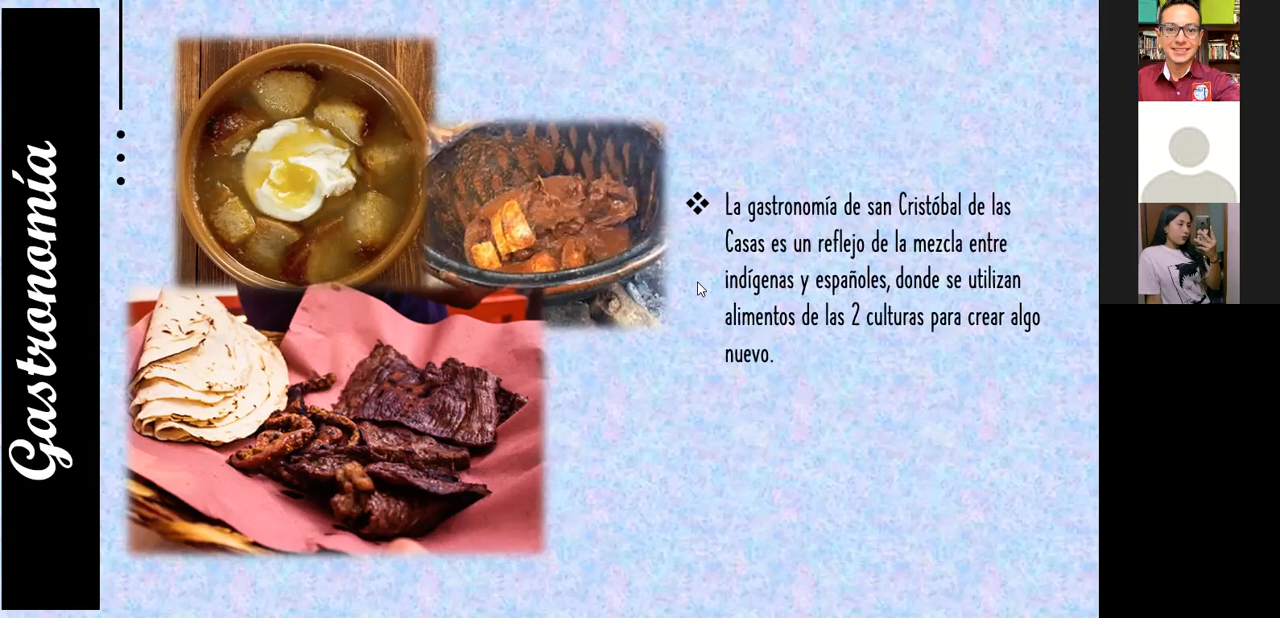 Gastronomía
❖ La gastronomía de san Cristóbal de las
Casas es un reflejo de la mezcla entre
indígenas y españoles, donde se utilizan
alimentos de las 2 culturas para crear algo
nuevo.